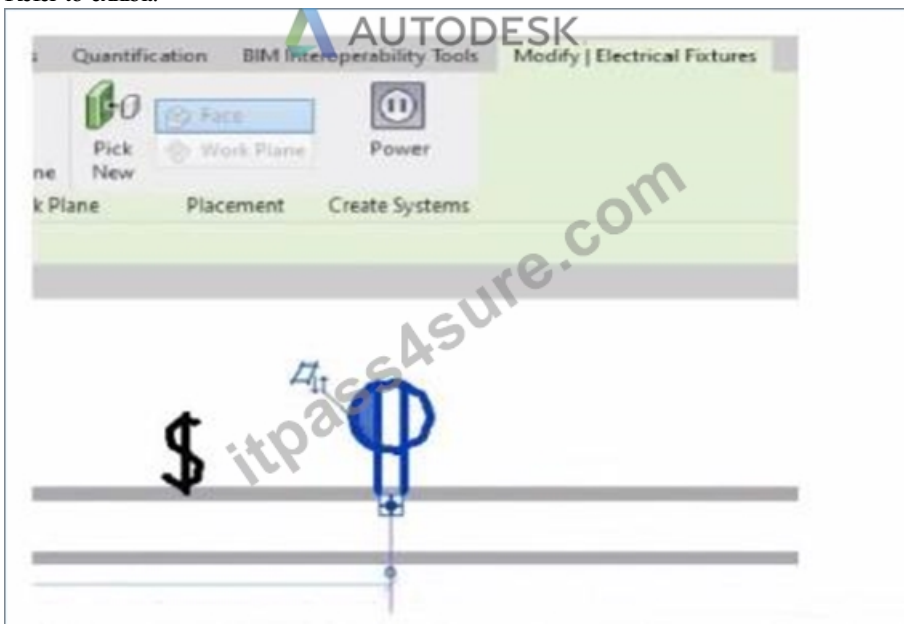 AUTODESK
Quantification BIM Interoperability Tools Modify | Electrical Fixtures
Face
Pick Work Plane Power
ne New
k Plane Placement Create Systems
$
itpass4sure.com